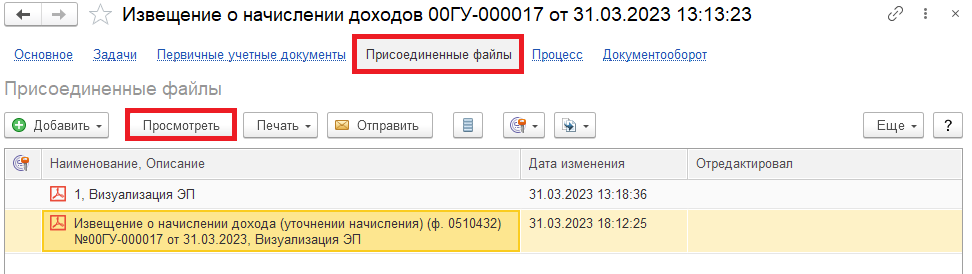 Извещение о начислении доходов 00ГУ-000017 от 31.03.2023 13:13:23
Основное Задачи Первичные учетные документы Присоединенные файлы Процесс Документооборот
Присоединенные файлы
Добавить Просмотреть Печать Отправить Еще ?
Наименование, Описание Дата изменения Отредактировал
1, Визуализация ЭП 31.03.2023 13:18:36
Извещение о начислении дохода (уточнении начисления) (ф. 0510432) 31.03.2023 18:12:25
№00ГУ-000017 от 31.03.2023, Визуализация ЭП